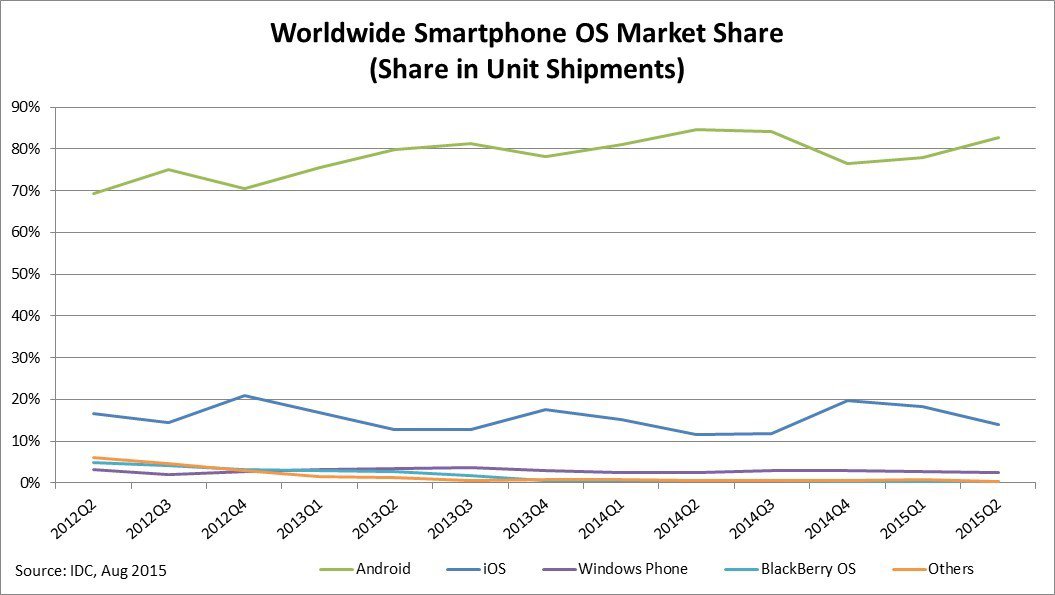 Worldwide Smartphone OS Market Share
(Share in Unit Shipments)
90%
80%
70%
60%
50%
40%
30%
20%
10%
0%
2012Q2 2012Q3 2012Q4 2013Q1 2013Q2 2013Q3 2013Q4 2014Q1 2014Q2 2014Q3 2014Q4 2015Q1 2015Q2
Source: IDC, Aug 2015 Android iOS Windows Phone BlackBerry OS Others